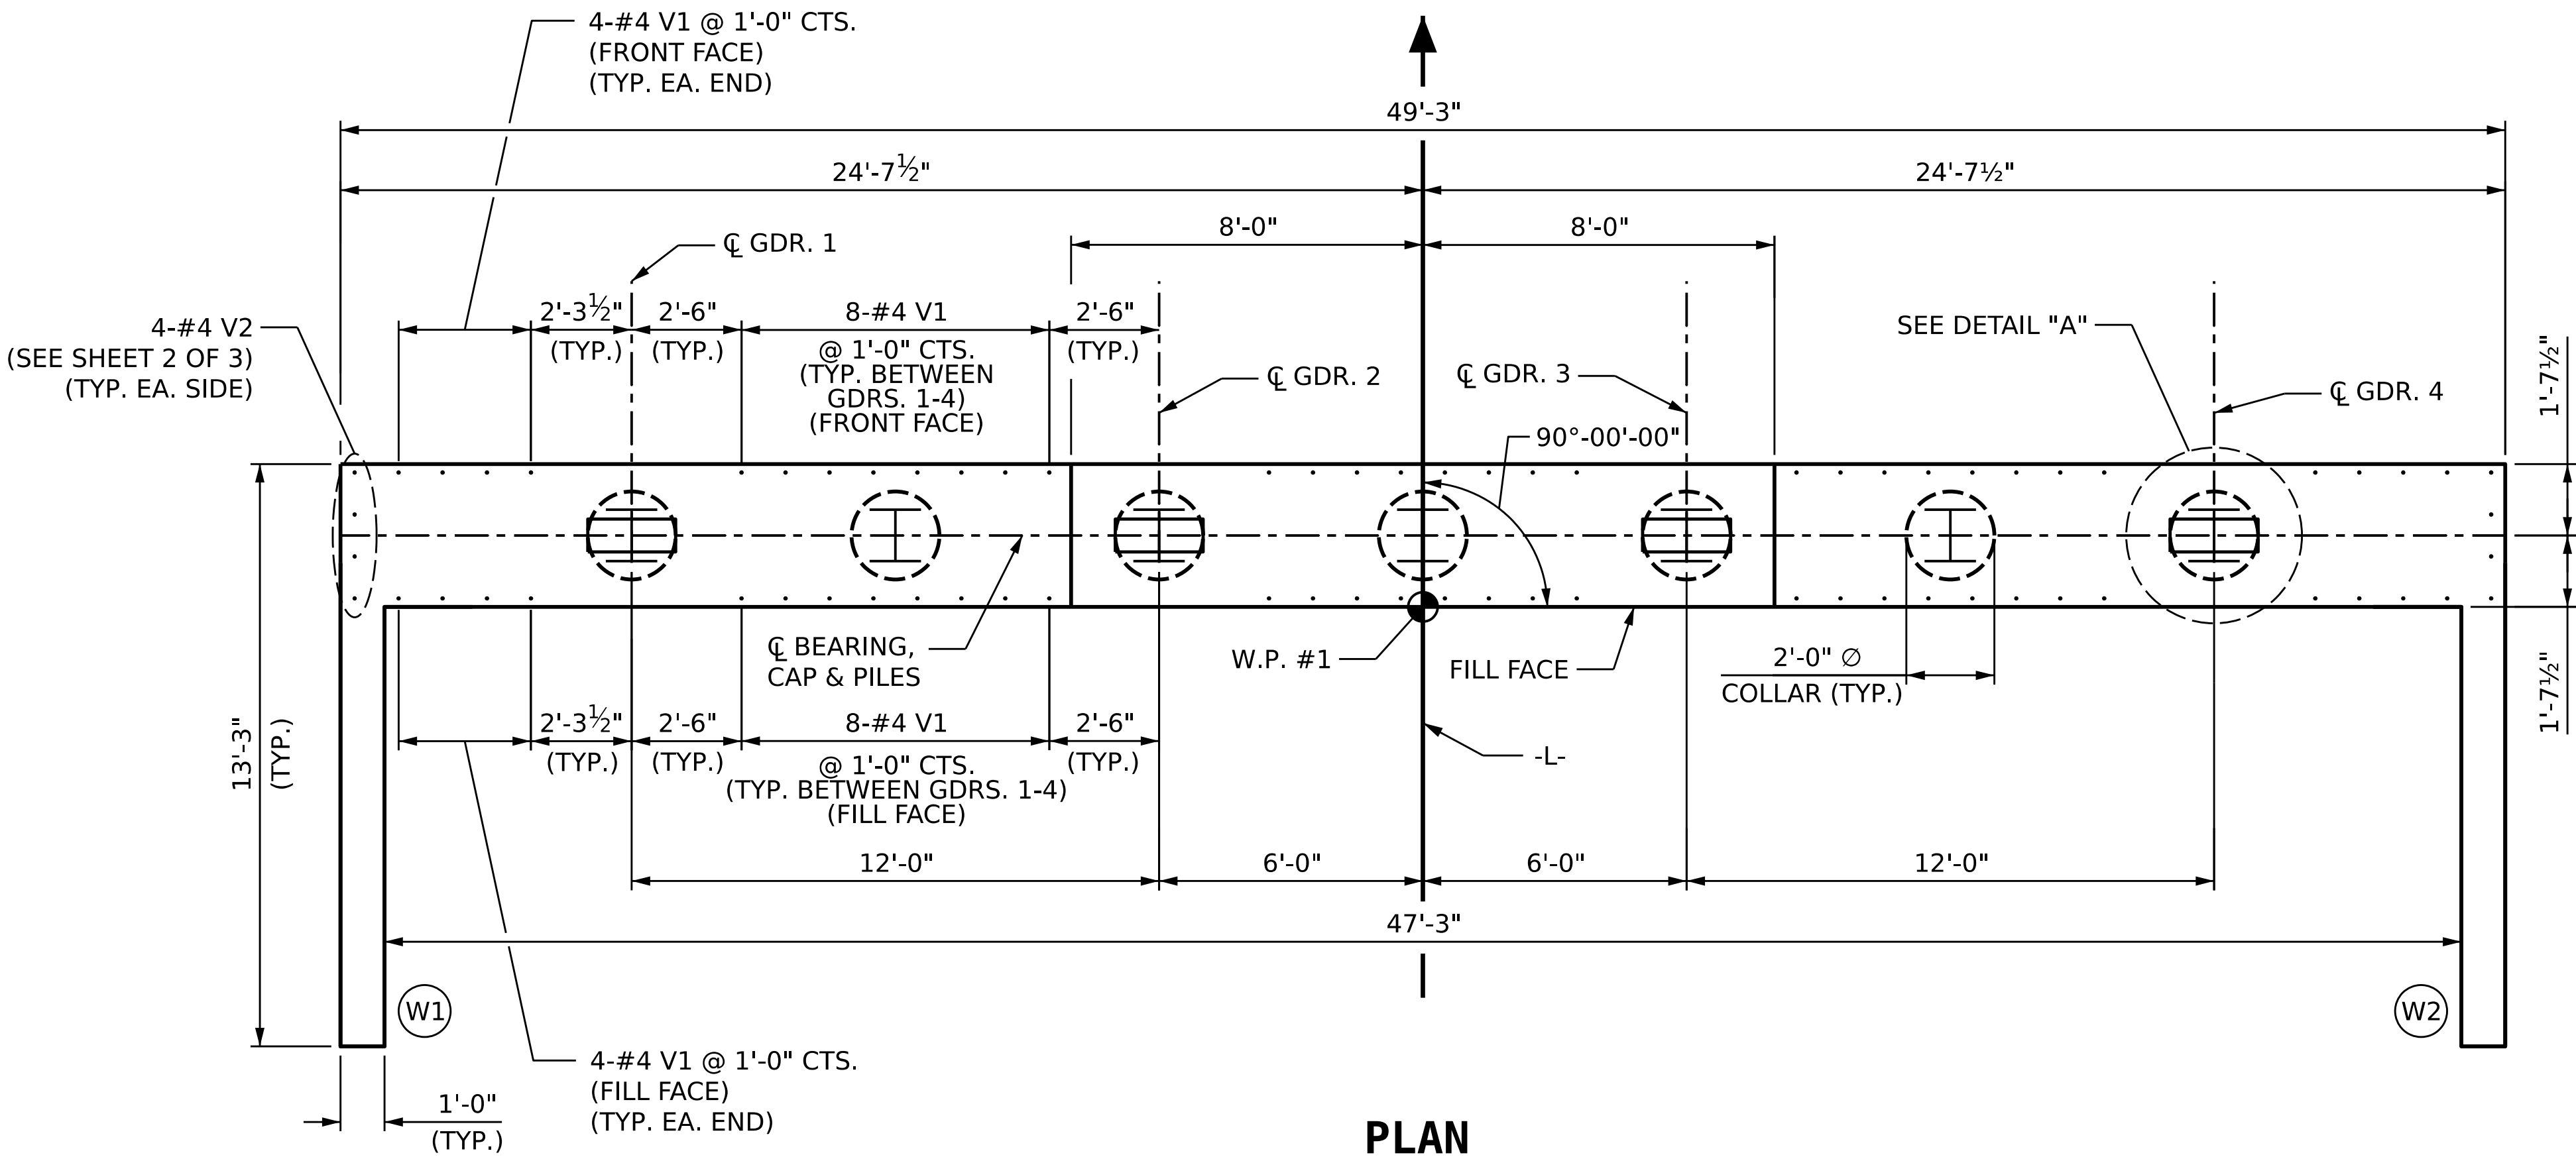 4-#4 V1 @ 1'-0" CTS.
(FRONT FACE)
(TYP. EA. END)
49'-3"
24'-7½"
24'-7½"
8'-0"
8'-0"
℄ GDR. 1
4-#4 V2
(SEE SHEET 2 OF 3)
(TYP. EA. SIDE)
2'-3½"
(TYP.)
2'-6"
(TYP.)
8-#4 V1
@ 1'-0" CTS.
(TYP. BETWEEN
GDRS. 1-4)
(FRONT FACE)
2'-6"
(TYP.)
℄ GDR. 2
℄ GDR. 3
90°-00'-00"
SEE DETAIL "A"
℄ GDR. 4
1'-7½"
1'-7½"
13'-3"
(TYP.)
℄ BEARING,
CAP & PILES
W.P. #1
FILL FACE
2'-0" ∅
COLLAR (TYP.)
2'-3½"
(TYP.)
2'-6"
(TYP.)
8-#4 V1
@ 1'-0" CTS.
(TYP. BETWEEN GDRS. 1-4)
(FILL FACE)
2'-6"
(TYP.)
-L-
12'-0"
6'-0"
6'-0"
12'-0"
47'-3"
W1
W2
4-#4 V1 @ 1'-0" CTS.
(FILL FACE)
(TYP. EA. END)
1'-0"
(TYP.)
PLAN